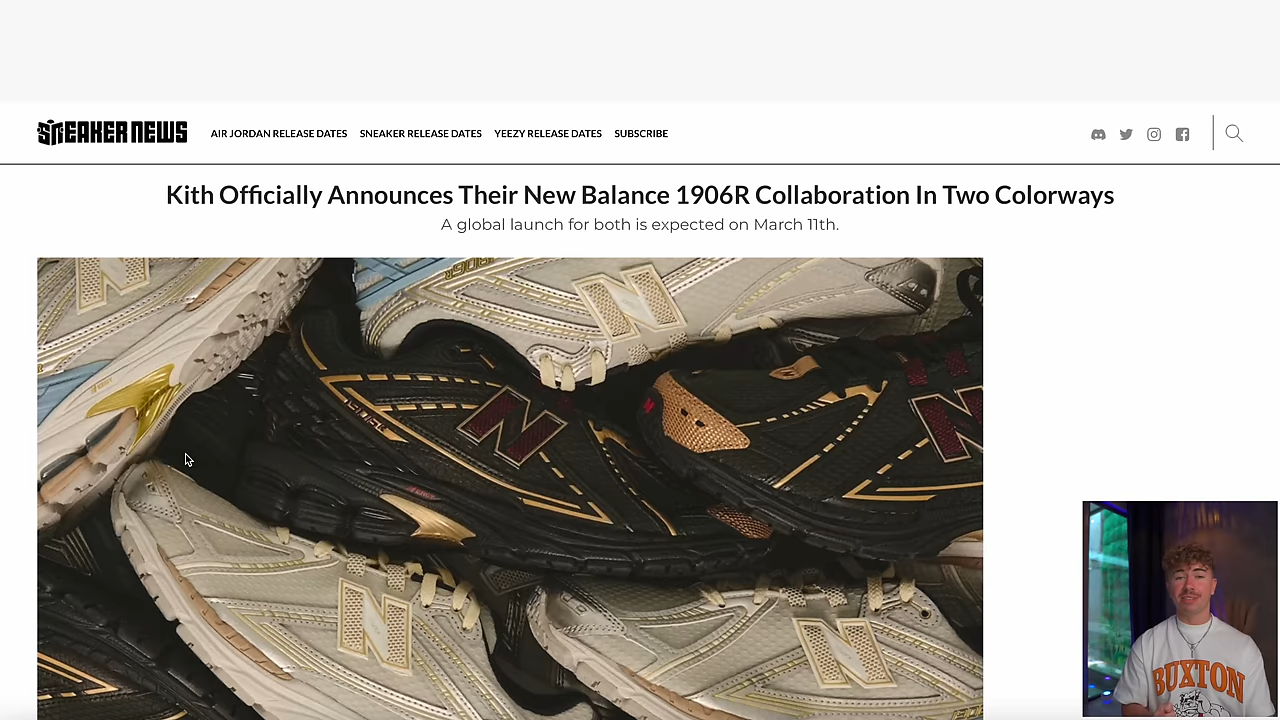 SNEAKER NEWS
AIR JORDAN RELEASE DATES SNEAKER RELEASE DATES YEEZY RELEASE DATES SUBSCRIBE
Kith Officially Announces Their New Balance 1906R Collaboration In Two Colorways
A global launch for both is expected on March 11th.
N
N
N
N
N
N
BUXTON